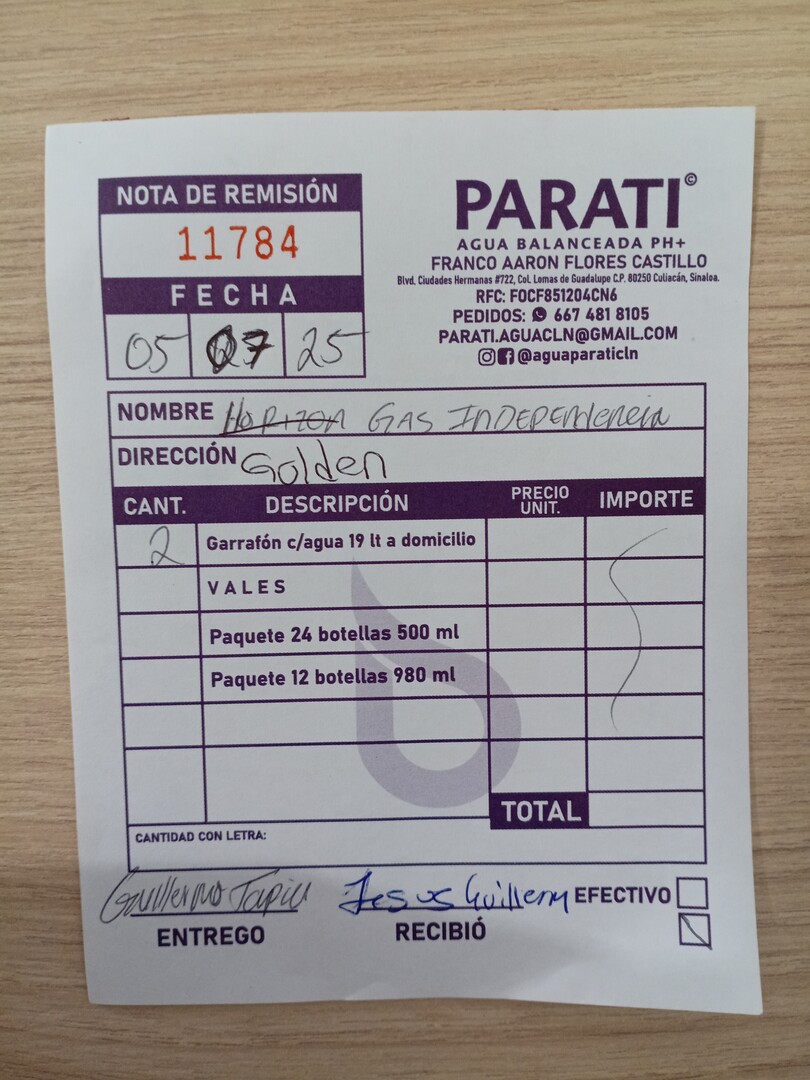 NOTA DE REMISIÓN
11784
FECHA
05 07 25
PARATI©
AGUA BALANCEADA PH+
FRANCO AARON FLORES CASTILLO
Blvd. Ciudades Hermanas #722, Col. Lomas de Guadalupe C.P. 80250 Culiacán, Sinaloa.
RFC: FOCF851204CN6
PEDIDOS: 667 481 8105
PARATI.AGUACLN@GMAIL.COM
@aguaparaticln
NOMBRE Horizon GAS INDEPENdencia
DIRECCIÓN Golden
CANT. DESCRIPCIÓN PRECIO UNIT. IMPORTE
2 Garrafón c/agua 19 lt a domicilio
VALES
Paquete 24 botellas 500 ml
Paquete 12 botellas 980 ml
TOTAL
CANTIDAD CON LETRA:
Guillermo Tapia Jesus Guillen EFECTIVO
ENTREGO RECIBIÓ